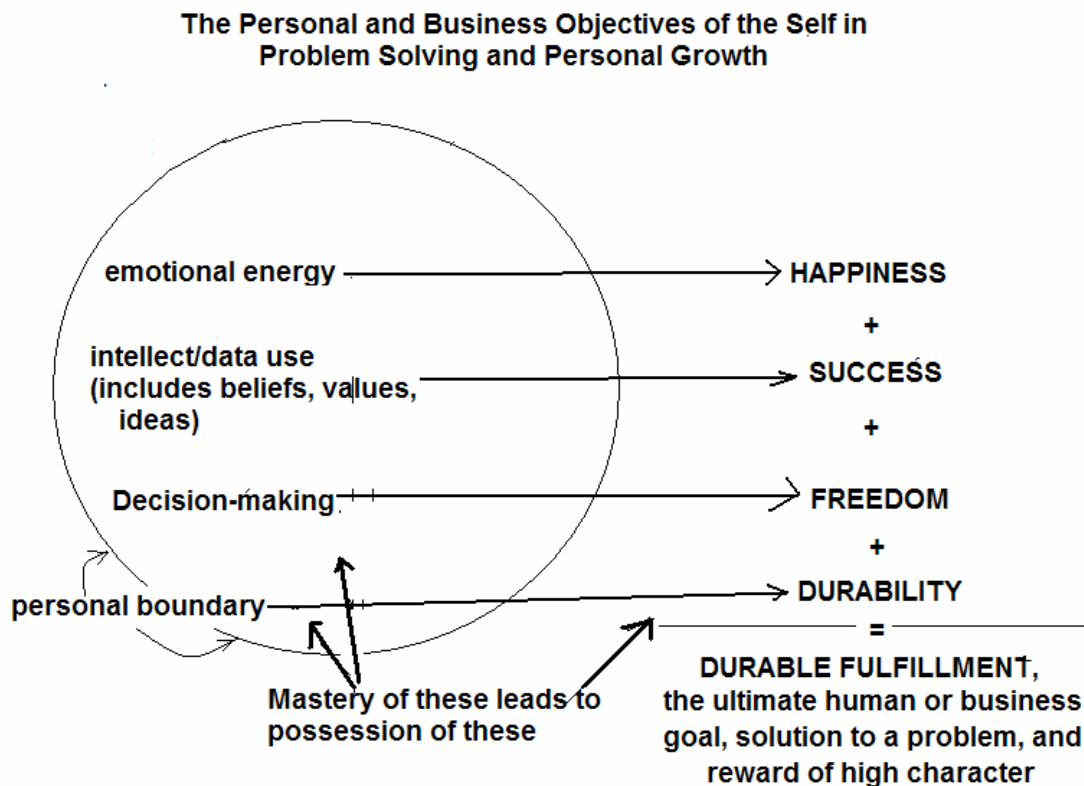 The Personal and Business Objectives of the Self in
Problem Solving and Personal Growth
emotional energy
HAPPINESS
+
intellect/data use
(includes beliefs, values,
ideas)
SUCCESS
+
Decision-making
FREEDOM
+
personal boundary
DURABILITY
=
Mastery of these leads to
possession of these
DURABLE FULFILLMENT,
the ultimate human or business
goal, solution to a problem, and
reward of high character